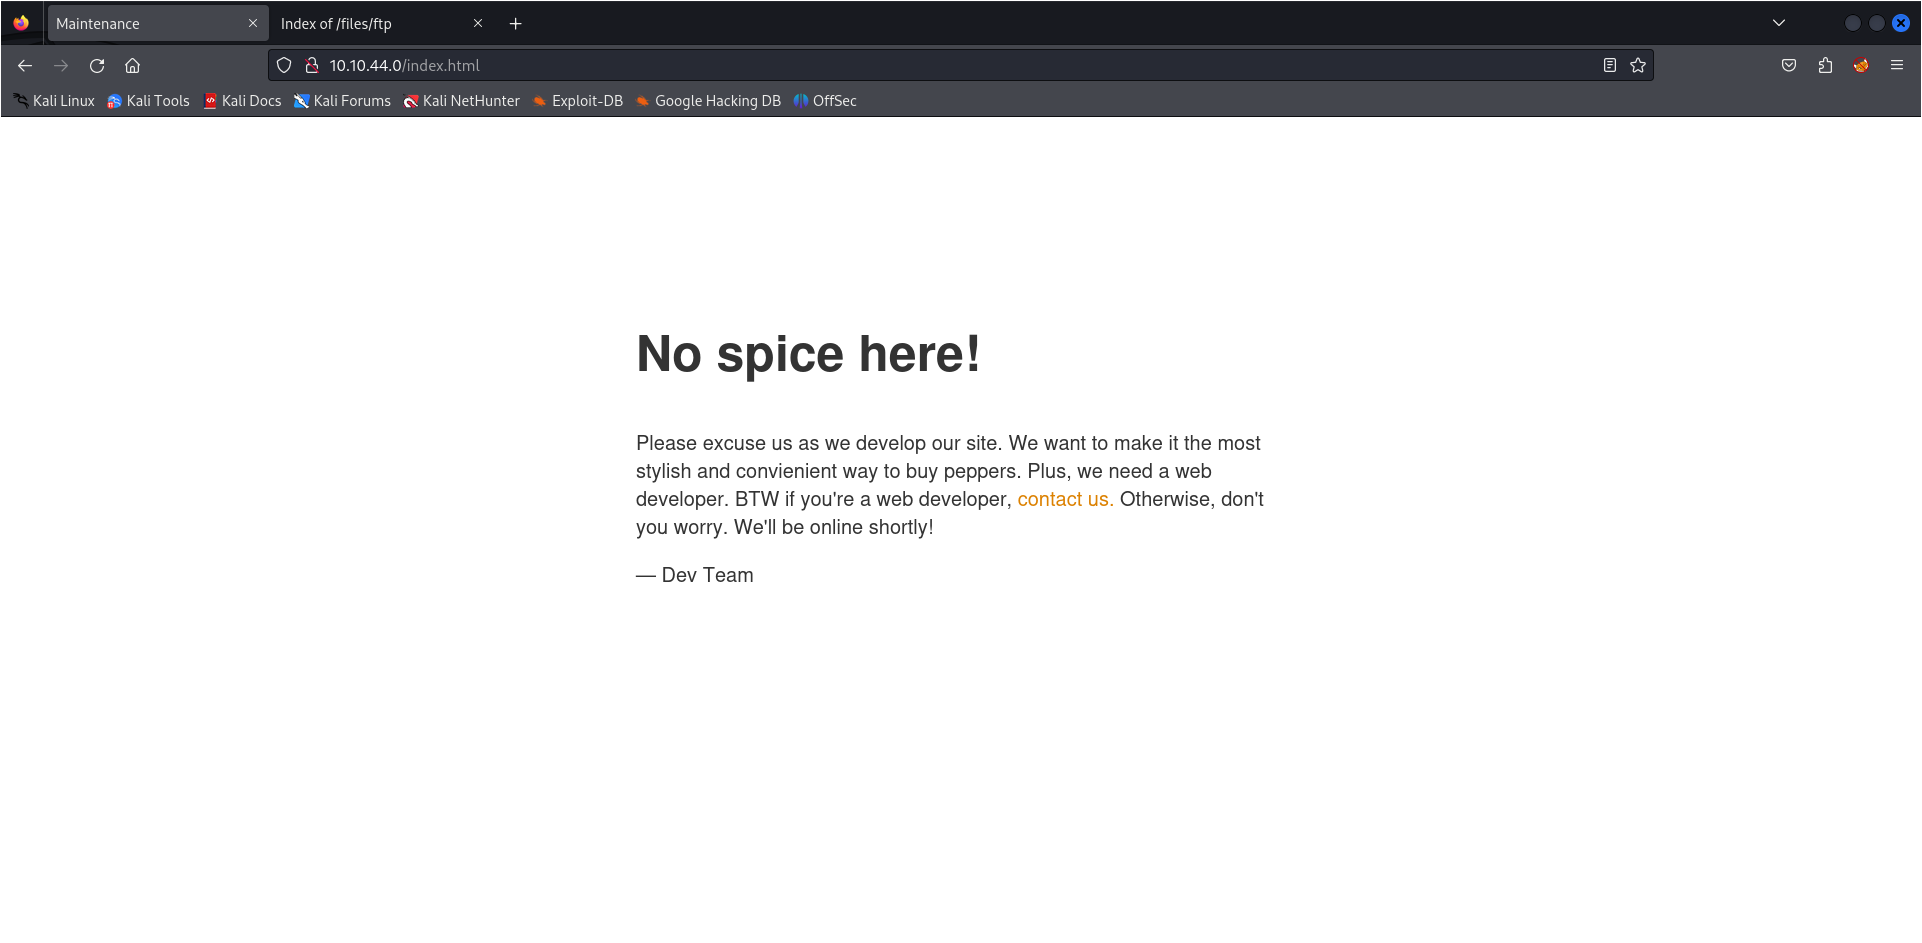 Maintenance
Index of /files/ftp
10.10.44.0/index.html
Kali Linux Kali Tools Kali Docs Kali Forums Kali NetHunter Exploit-DB Google Hacking DB OffSec
No spice here!
Please excuse us as we develop our site. We want to make it the most
stylish and convienient way to buy peppers. Plus, we need a web
developer. BTW if you're a web developer, contact us. Otherwise, don't
you worry. We'll be online shortly!
— Dev Team